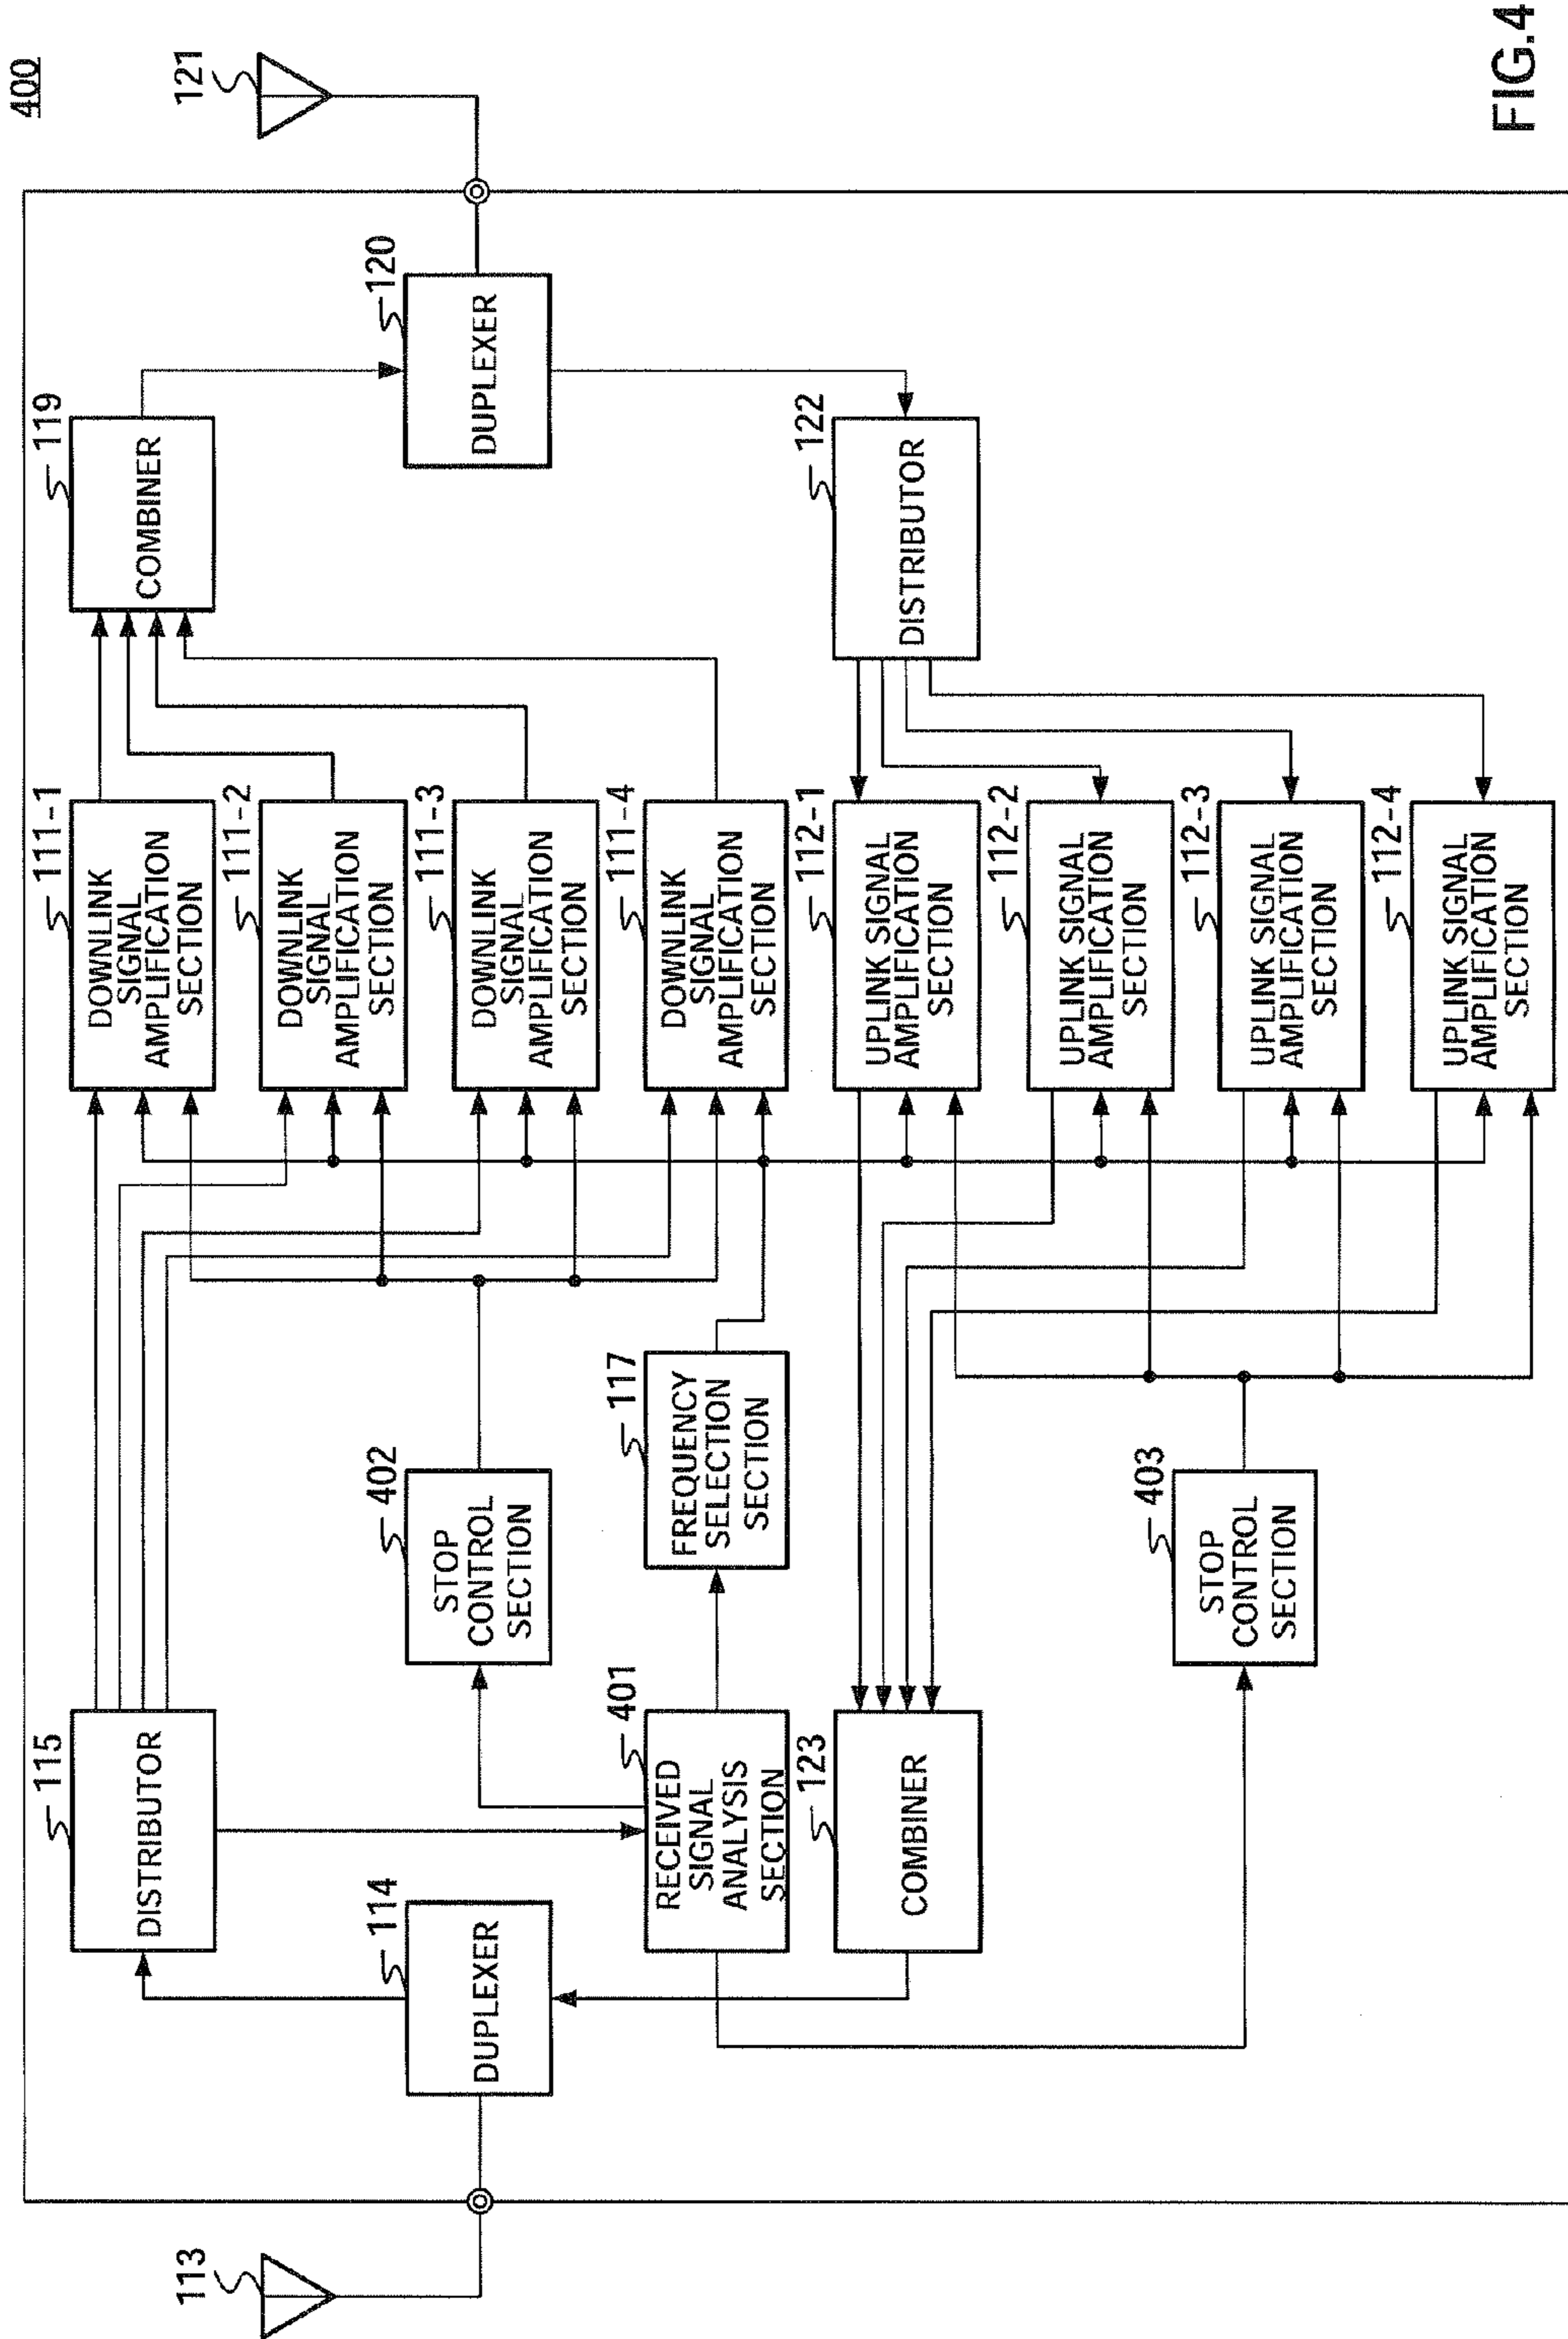 400
113
121
114
DUPLEXER
115
DISTRIBUTOR
119
COMBINER
120
DUPLEXER
111-1
DOWNLINK
SIGNAL
AMPLIFICATION
SECTION
111-2
DOWNLINK
SIGNAL
AMPLIFICATION
SECTION
111-3
DOWNLINK
SIGNAL
AMPLIFICATION
SECTION
111-4
DOWNLINK
SIGNAL
AMPLIFICATION
SECTION
402
STOP
CONTROL
SECTION
401
RECEIVED
SIGNAL
ANALYSIS
SECTION
117
FREQUENCY
SELECTION
SECTION
123
COMBINER
122
DISTRIBUTOR
112-1
UPLINK SIGNAL
AMPLIFICATION
SECTION
112-2
UPLINK SIGNAL
AMPLIFICATION
SECTION
112-3
UPLINK SIGNAL
AMPLIFICATION
SECTION
112-4
UPLINK SIGNAL
AMPLIFICATION
SECTION
403
STOP
CONTROL
SECTION
FIG.4